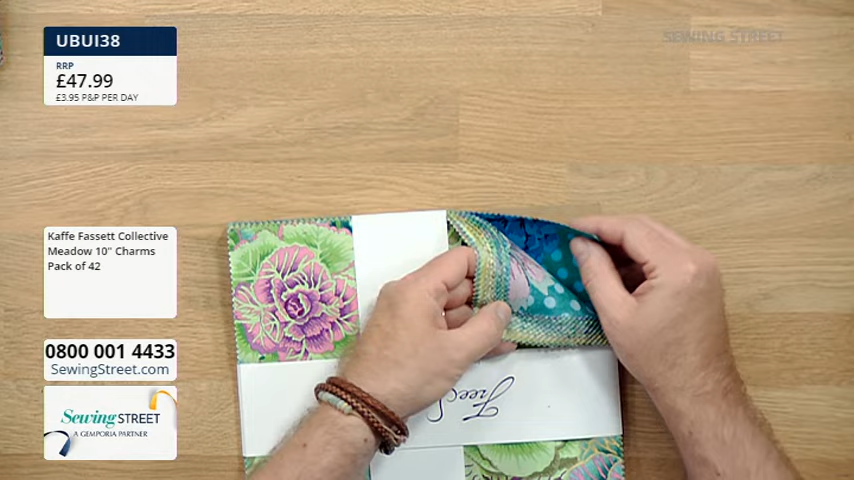 UBUI38
RRP
£47.99
£3.95 P&P PER DAY
SEWING STREET
Kaffe Fassett Collective
Meadow 10" Charms
Pack of 42
0800 001 4433
SewingStreet.com
Sewing STREET
A GEMPORIA PARTNER
Free